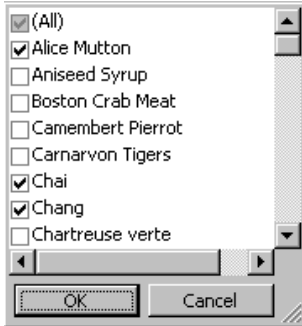 (All)
Alice Mutton
Aniseed Syrup
Boston Crab Meat
Camembert Pierrot
Carnarvon Tigers
Chai
Chang
Chartreuse verte
OK Cancel